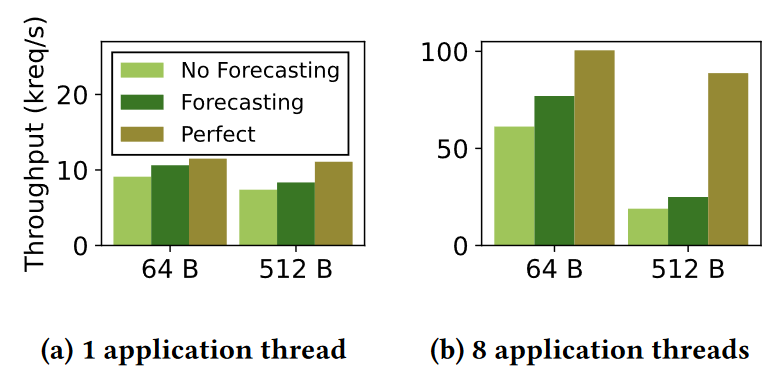 Throughput (kreq/s)
20
10
0
No Forecasting
Forecasting
Perfect
64 B 512 B
(a) 1 application thread
100
50
0
64 B 512 B
(b) 8 application threads